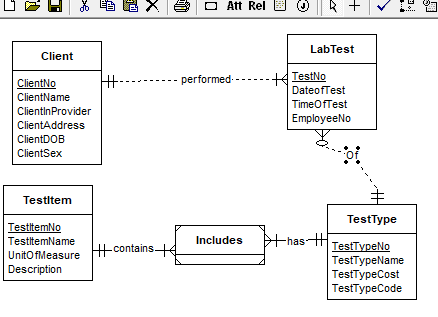 Att Rel
Client
ClientNo
ClientName
ClientInProvider
ClientAddress
ClientDOB
ClientSex
performed
LabTest
TestNo
DateofTest
TimeOfTest
EmployeeNo
Of
TestItem
TestItemNo
TestItemName
UnitOfMeasure
Description
contains
Includes
has
TestType
TestTypeNo
TestTypeName
TestTypeCost
TestTypeCode